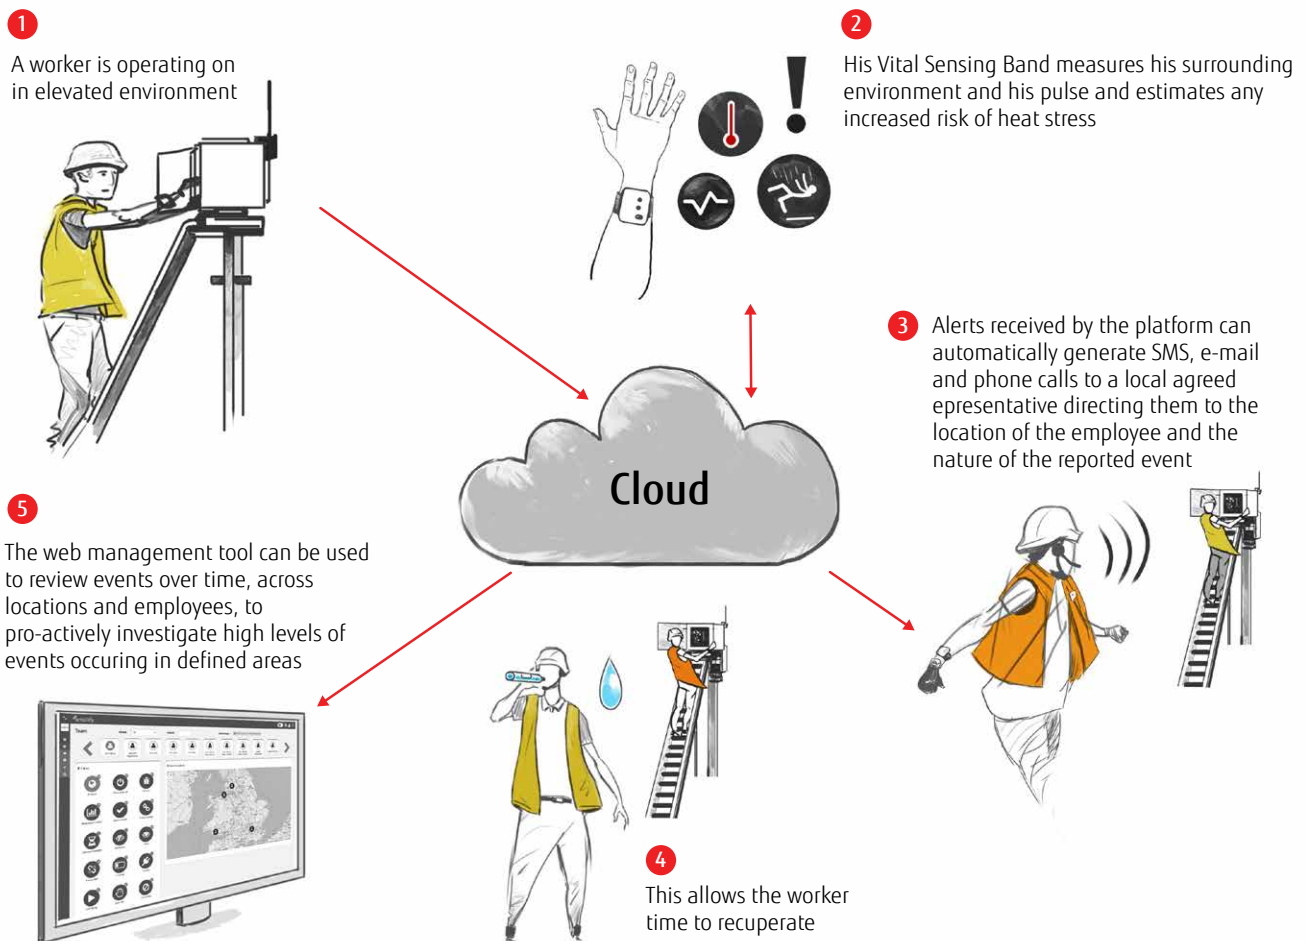 1
A worker is operating on
in elevated environment
2
His Vital Sensing Band measures his surrounding
environment and his pulse and estimates any
increased risk of heat stress
3
Alerts received by the platform can
automatically generate SMS, e-mail
and phone calls to a local agreed
epresentative directing them to the
location of the employee and the
nature of the reported event
Cloud
5
The web management tool can be used
to review events over time, across
locations and employees, to
pro-actively investigate high levels of
events occuring in defined areas
Team
4
This allows the worker
time to recuperate